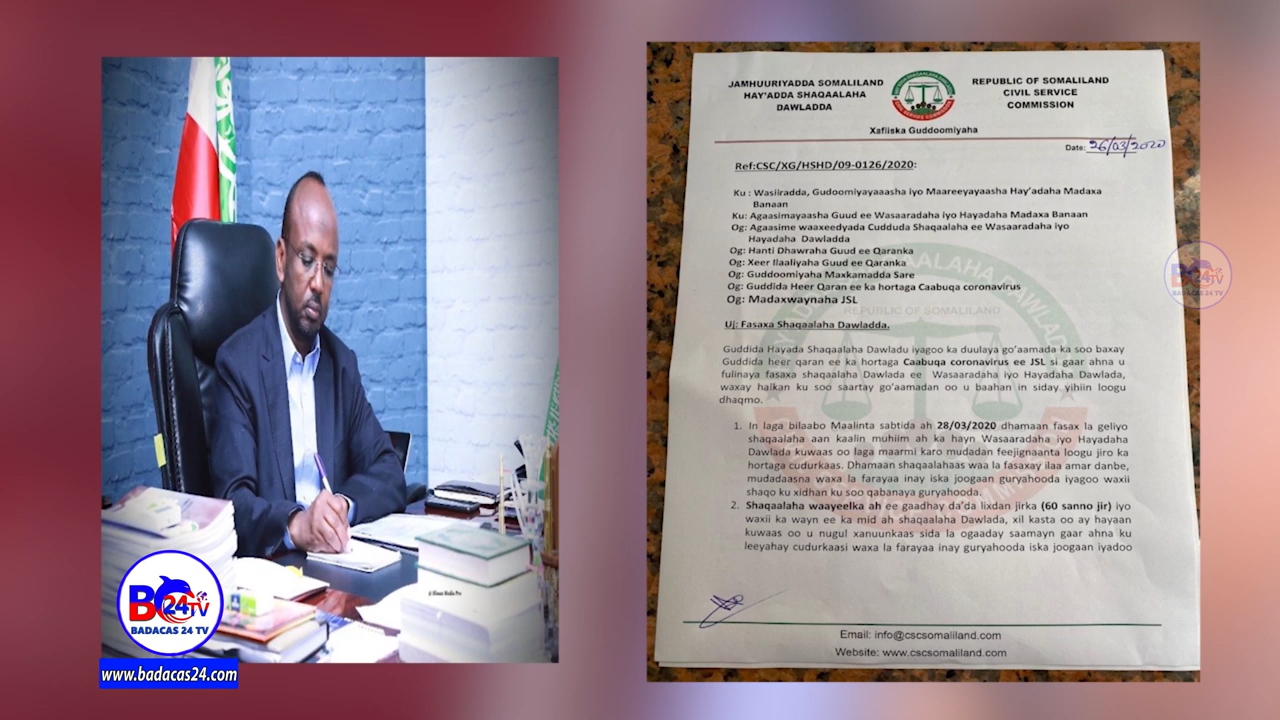 JAMHUURIYADDA SOMALILAND
HAY'ADDA SHAQAALAHA
DAWLADDA
REPUBLIC OF SOMALILAND
CIVIL SERVICE
COMMISSION
Xafiiska Guddoomiyaha
Date: 26/03/2020
Ref:CSC/XG/HSHD/09-0126/2020:
Ku : Wasiiradda, Gudoomiyayaaasha iyo Maareeyayaasha Hay'adaha Madaxa
Banaan
Ku: Agaasimayaasha Guud ee Wasaaradaha iyo Hayadaha Madaxa Banaan
Og: Agaasime waaxeedyada Cudduda Shaqaalaha ee Wasaaradaha iyo
Hayadaha Dawladda
Og: Hanti Dhawraha Guud ee Qaranka
Og: Xeer Ilaaliyaha Guud ee Qaranka
Og: Guddoomiyaha Maxkamadda Sare
Og: Guddida Heer Qaran ee ka hortaga Caabuqa coronavirus
Og: Madaxwaynaha JSL
REPUBLIC OF SOMALILAND
Uj: Fasaxa Shaqaalaha Dawladda.
Guddida Hayada Shaqaalaha Dawladu iyagoo ka duulaya go'aamada ka soo baxay
Guddida heer qaran ee ka hortaga Caabuqa coronavirus ee JSL si gaar ahna u
fulinaya fasaxa shaqaalaha Dawlada ee Wasaaradaha iyo Hayadaha Dawlada,
waxay halkan ku soo saartay go'aamadan oo u baahan in siday yihiin loogu
dhaqmo.
1. In laga bilaabo Maalinta sabtida ah 28/03/2020 dhamaan fasax la geliyo
shaqaalaha aan kaalin muhiim ah ka hayn Wasaaradaha iyo Hayadaha
Dawlada kuwaas oo laga maarmi karo mudadan feejignaanta loogu jiro ka
hortaga cudurkaas. Dhamaan shaqaalahaas waa la fasaxay ilaa amar danbe,
mudadaasna waxa la farayaa inay iska joogaan guryahooda iyagoo waxii
shaqo ku xidhan ku soo qabanaya guryahooda.
2. Shaqaalaha waayeelka ah ee gaadhay da'da lixdan jirka (60 sanno jir) iyo
waxii ka wayn ee ka mid ah shaqaalaha Dawlada, xil kasta oo ay hayaan
kuwaas oo u nugul xanuunkaas sida la ogaaday saamayn gaar ahna ku
leeyahay cudurkaasi waxa la farayaa inay guryahooda iska joogaan iyadoo
Email: info@cscsomaliland.com
Website: www.cscsomaliland.com
BC 24 TV
BADACAS 24 TV
BC 24 TV
BADACAS 24 TV
www.badacas24.com